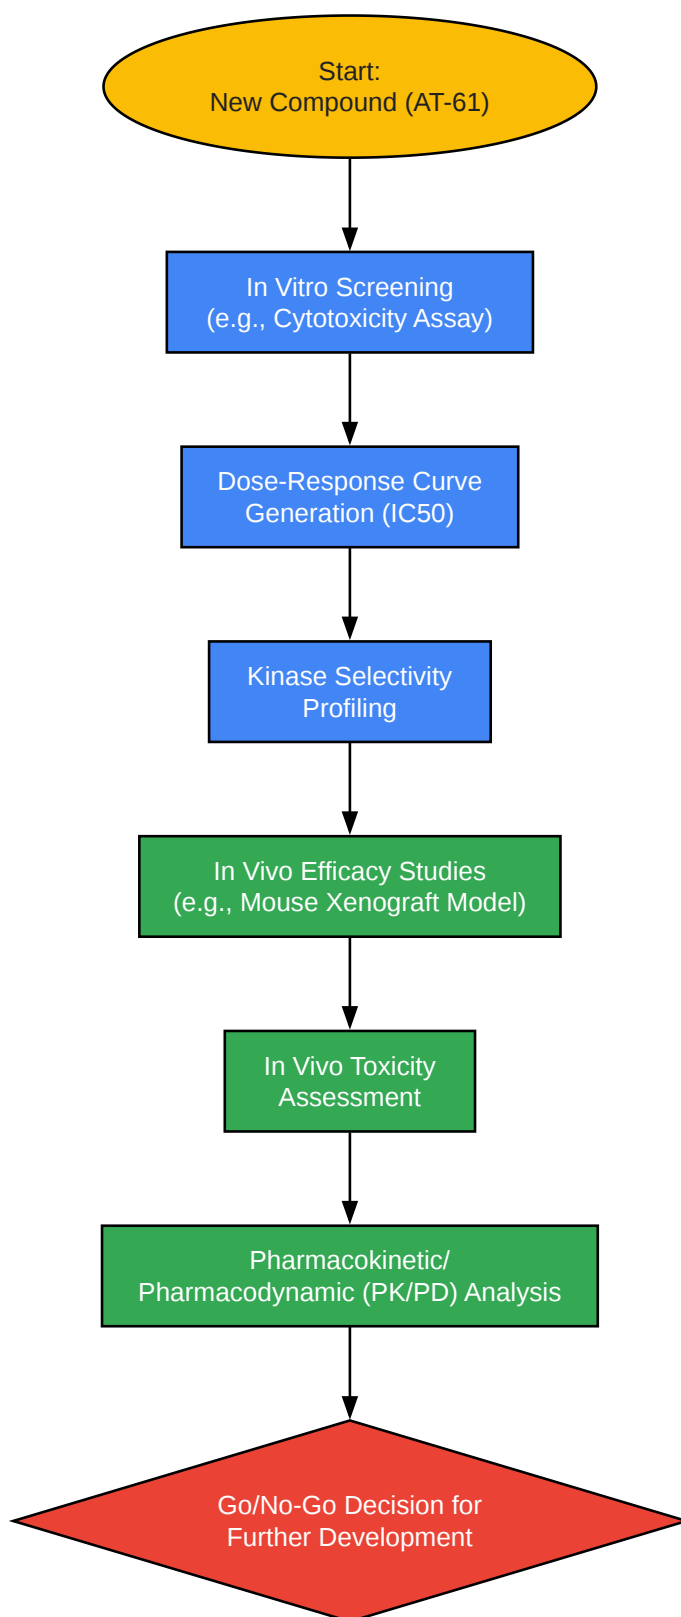 Start:
New Compound (AT-61)
In Vitro Screening
(e.g., Cytotoxicity Assay)
Dose-Response Curve
Generation (IC50)
Kinase Selectivity
Profiling
In Vivo Efficacy Studies
(e.g., Mouse Xenograft Model)
In Vivo Toxicity
Assessment
Pharmacokinetic/
Pharmacodynamic (PK/PD) Analysis
Go/No-Go Decision for
Further Development